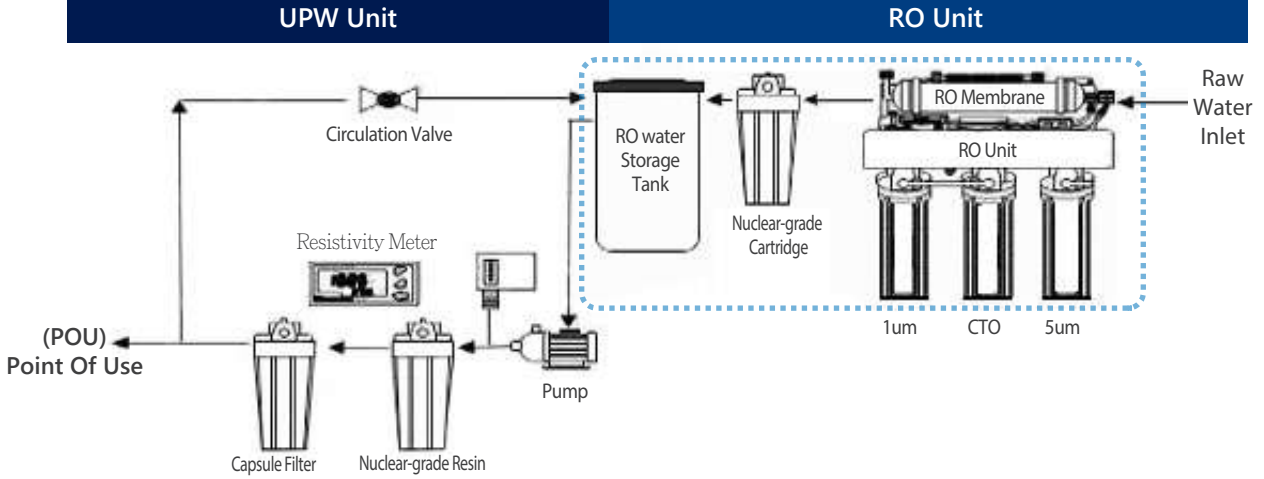 UPW Unit
RO Unit
Raw
Water
Inlet
RO Membrane
RO Unit
Circulation Valve
RO water
Storage
Tank
Nuclear-grade
Cartridge
1um
CTO
5um
Resistivity Meter
(POU)
Point Of Use
Pump
Capsule Filter
Nuclear-grade Resin